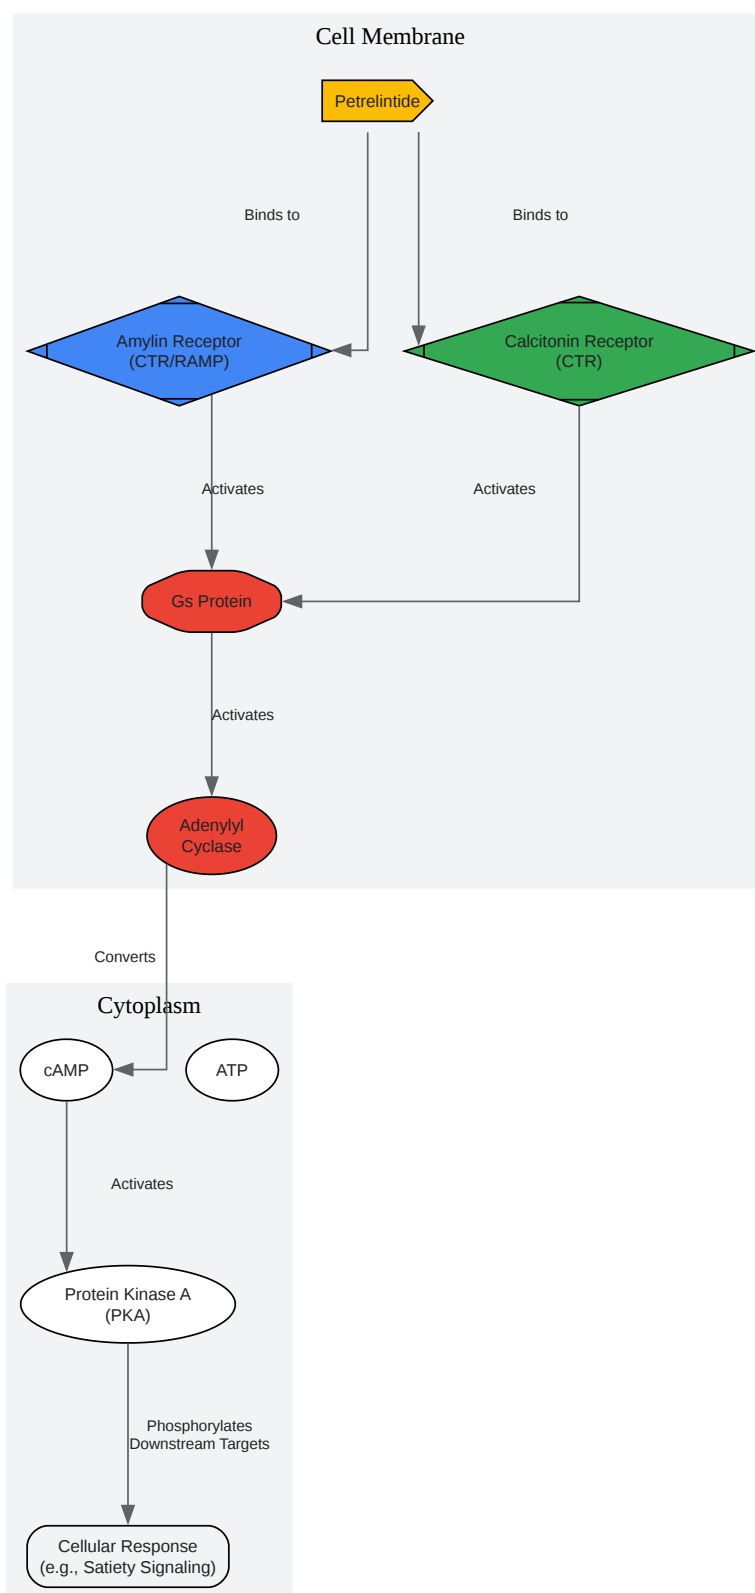 Cell Membrane
Petrelintide
Binds to
Binds to
Amylin Receptor
(CTR/RAMP)
Calcitonin Receptor
(CTR)
Activates
Activates
Gs Protein
Activates
Adenylyl
Cyclase
Converts
Cytoplasm
cAMP
ATP
Activates
Protein Kinase A
(PKA)
Phosphorylates
Downstream Targets
Cellular Response
(e.g., Satiety Signaling)